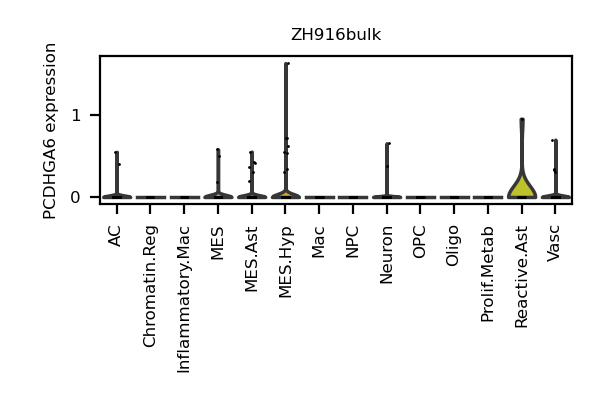 ZH916bulk
PCDHGA6 expression
1
0
AC
Chromatin.Reg
Inflammatory.Mac
MES
MES.Ast
MES.Hyp
Mac
NPC
Neuron
OPC
Oligo
Prolif.Metab
Reactive.Ast
Vasc